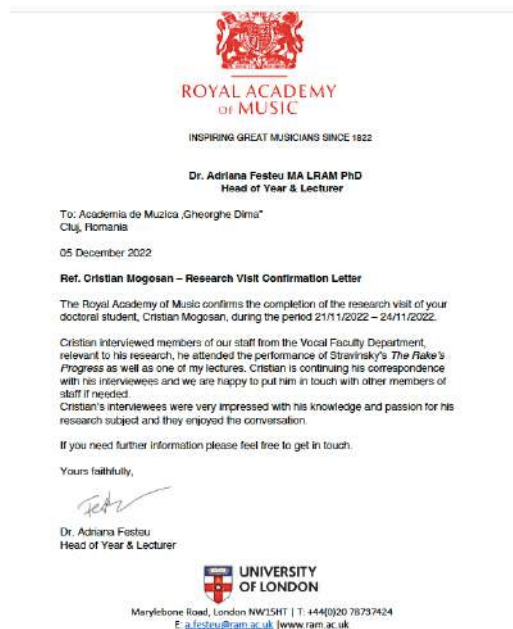 ROYAL ACADEMY
OF MUSIC
INSPIRING GREAT MUSICIANS SINCE 1822
Dr. Adriana Festeu MA LRAM PhD
Head of Year & Lecturer
To: Academia de Muzica „Gheorghe Dima"
Cluj, Romania
05 December 2022
Ref. Cristian Mogosan – Research Visit Confirmation Letter
The Royal Academy of Music confirms the completion of the research visit of your
doctoral student, Cristian Mogosan, during the period 21/11/2022 – 24/11/2022.
Cristian interviewed members of our staff from the Vocal Faculty Department,
relevant to his research, he attended the performance of Stravinsky's The Rake's
Progress as well as one of my lectures. Cristian is continuing his correspondence
with his interviewees and we are happy to put him in touch with other members of
staff if needed.
Cristian's interviewees were very impressed with his knowledge and passion for his
research subject and they enjoyed the conversation.
If you need further information please feel free to get in touch.
Yours faithfully,
Dr. Adriana Festeu
Head of Year & Lecturer
UNIVERSITY
OF LONDON
Marylebone Road, London NW15HT | T: +44(0)20 78737424
E: a.festeu@ram.ac.uk |www.ram.ac.uk